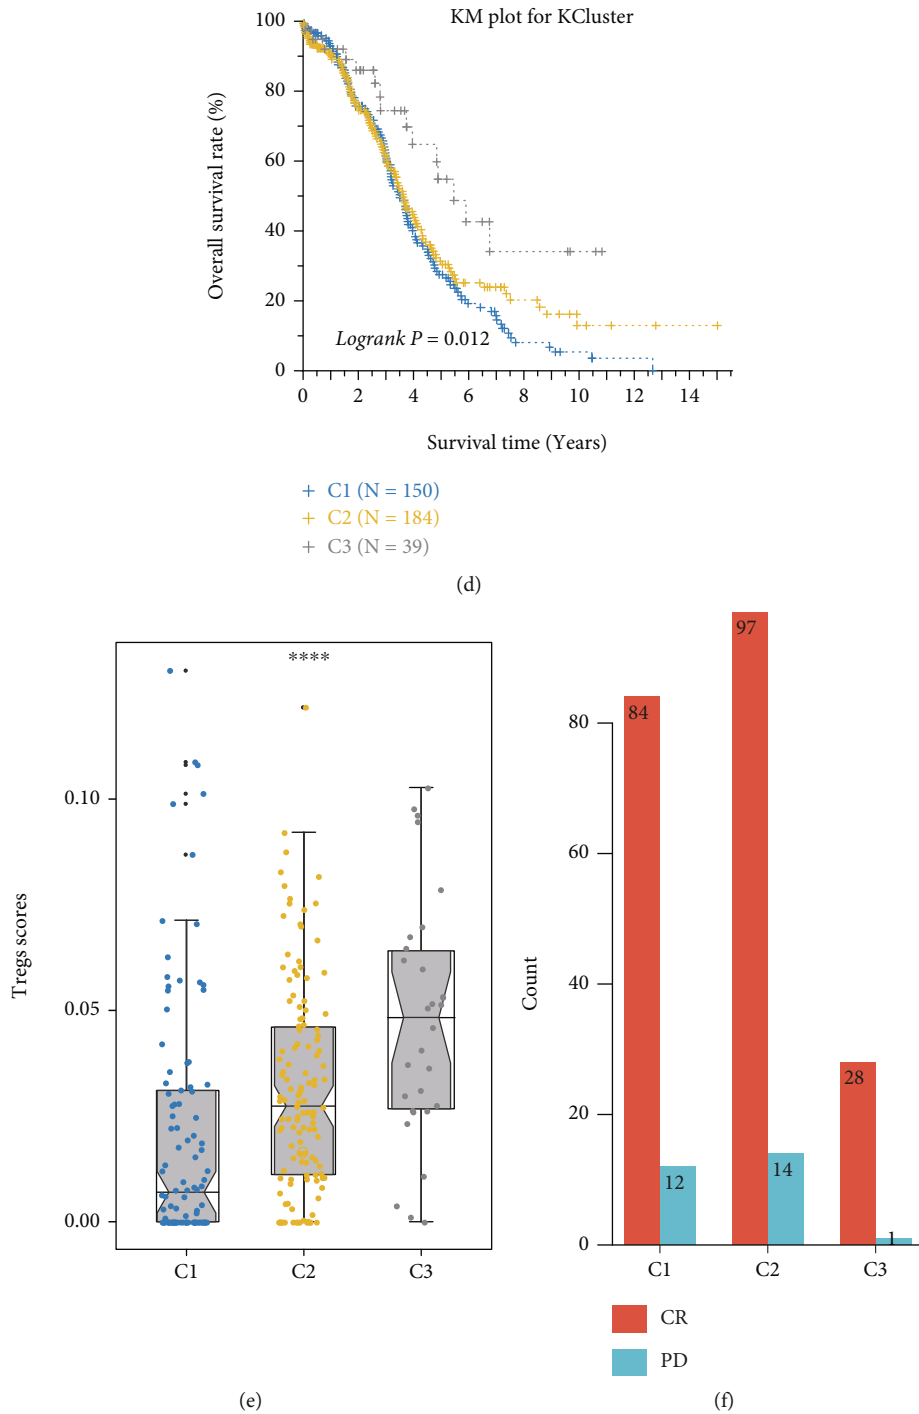 KM plot for KCluster
100
80
60
40
20
0
Overall survival rate (%)
Logrank P = 0.012
0 2 4 6 8 10 12 14
Survival time (Years)
C1 (N = 150)
C2 (N = 184)
C3 (N = 39)
(d)
****
0.10
0.05
0.00
Tregs scores
C1 C2 C3
(e)
97
84
80
60
40
28
20
14
12
1
0
Count
C1 C2 C3
CR
PD
(f)